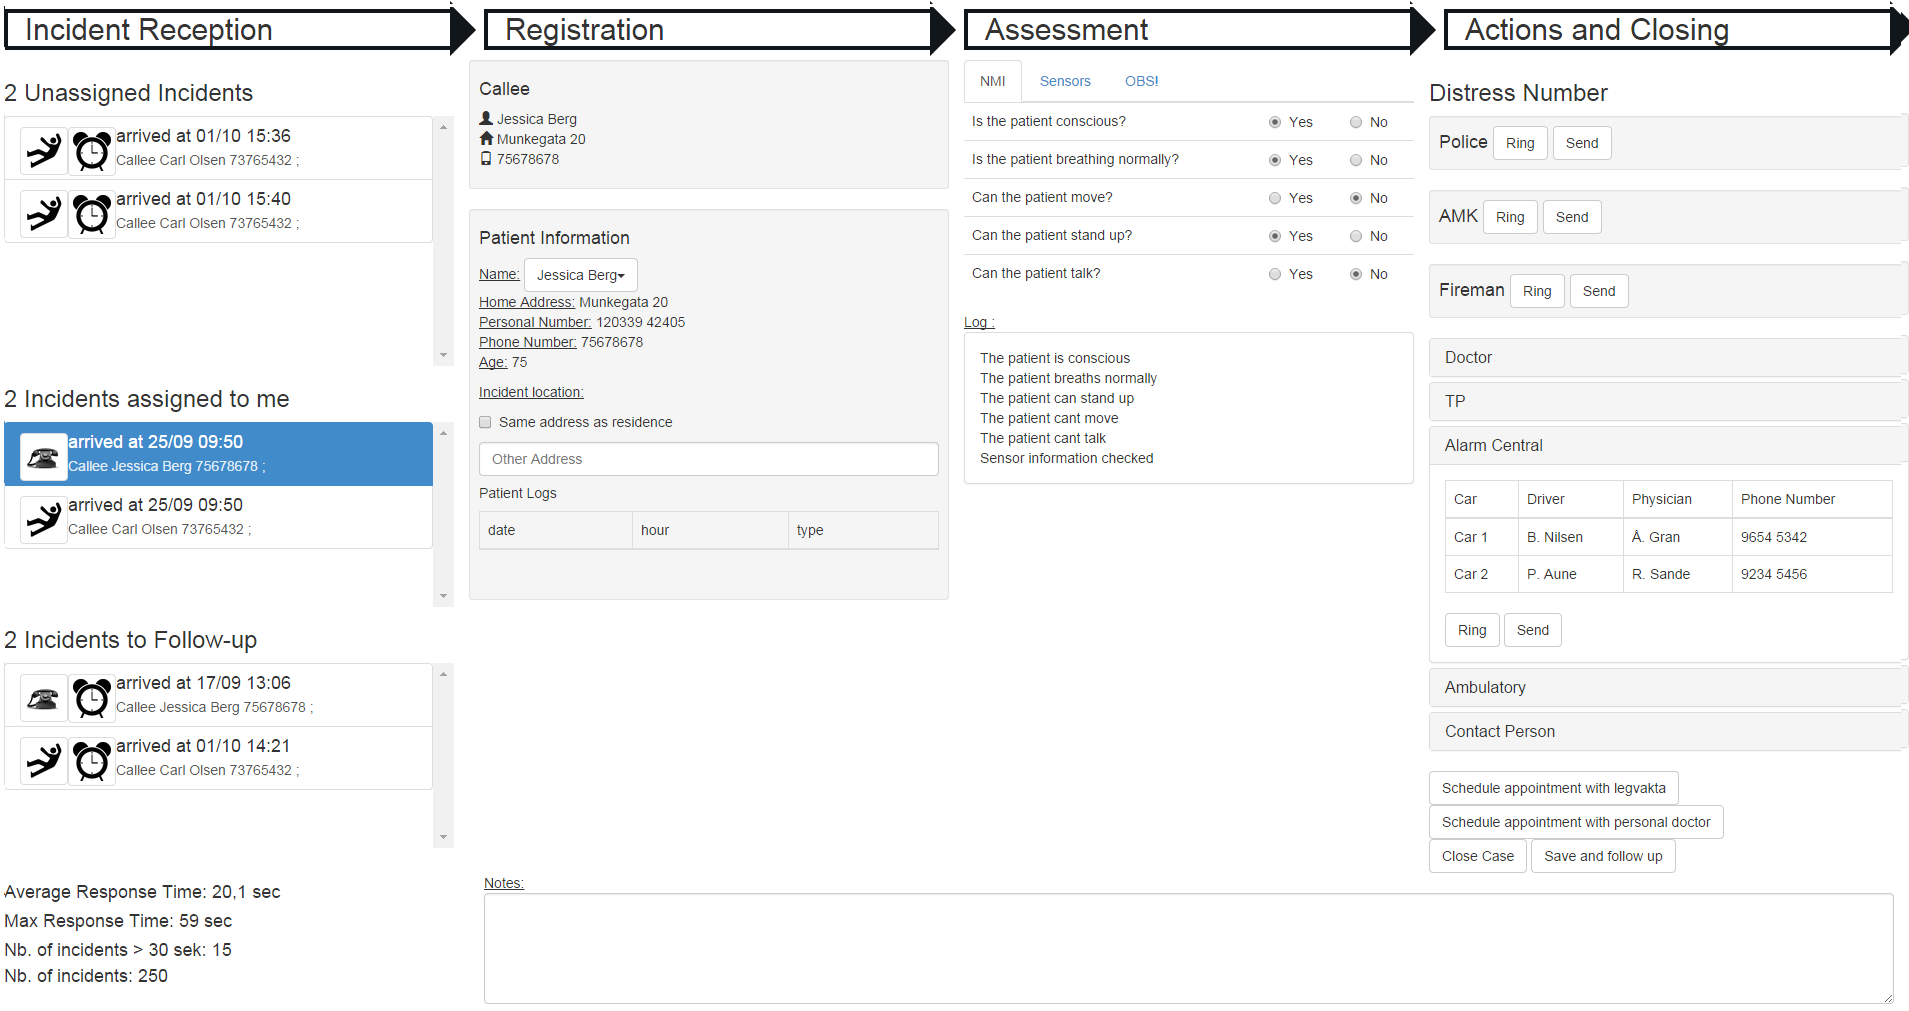 Incident Reception
Registration
Assessment
Actions and Closing
2 Unassigned Incidents
arrived at 01/10 15:36
Callee Carl Olsen 73765432 ;
arrived at 01/10 15:40
Callee Carl Olsen 73765432 ;
2 Incidents assigned to me
arrived at 25/09 09:50
Callee Jessica Berg 75678678 ;
arrived at 25/09 09:50
Callee Carl Olsen 73765432 ;
2 Incidents to Follow-up
arrived at 17/09 13:06
Callee Jessica Berg 75678678 ;
arrived at 01/10 14:21
Callee Carl Olsen 73765432 ;
Average Response Time: 20,1 sec
Max Response Time: 59 sec
Nb. of incidents > 30 sek: 15
Nb. of incidents: 250
Callee
Jessica Berg
Munkegata 20
75678678
Patient Information
Name: Jessica Berg
Home Address: Munkegata 20
Personal Number: 120339 42405
Phone Number: 75678678
Age: 75
Incident location:
Same address as residence
Other Address
Patient Logs
date hour type
NMI Sensors OBS!
Is the patient conscious? Yes No
Is the patient breathing normally? Yes No
Can the patient move? Yes No
Can the patient stand up? Yes No
Can the patient talk? Yes No
Log :
The patient is conscious
The patient breaths normally
The patient can stand up
The patient cant move
The patient cant talk
Sensor information checked
Distress Number
Police Ring Send
AMK Ring Send
Fireman Ring Send
Doctor
TP
Alarm Central
Car Driver Physician Phone Number
Car 1 B. Nilsen Å. Gran 9654 5342
Car 2 P. Aune R. Sande 9234 5456
Ring Send
Ambulatory
Contact Person
Schedule appointment with legvakta
Schedule appointment with personal doctor
Close Case Save and follow up
Notes: